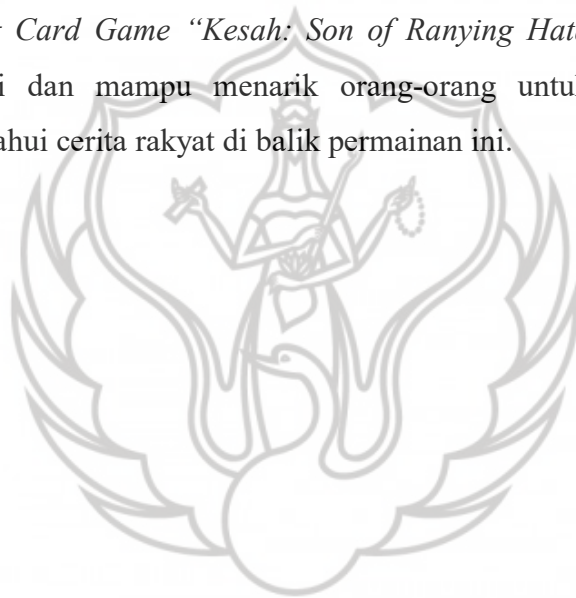 Card Game “Kesah: Son of Ranying Hat
i dan mampu menarik orang-orang untu
ahui cerita rakyat di balik permainan ini.